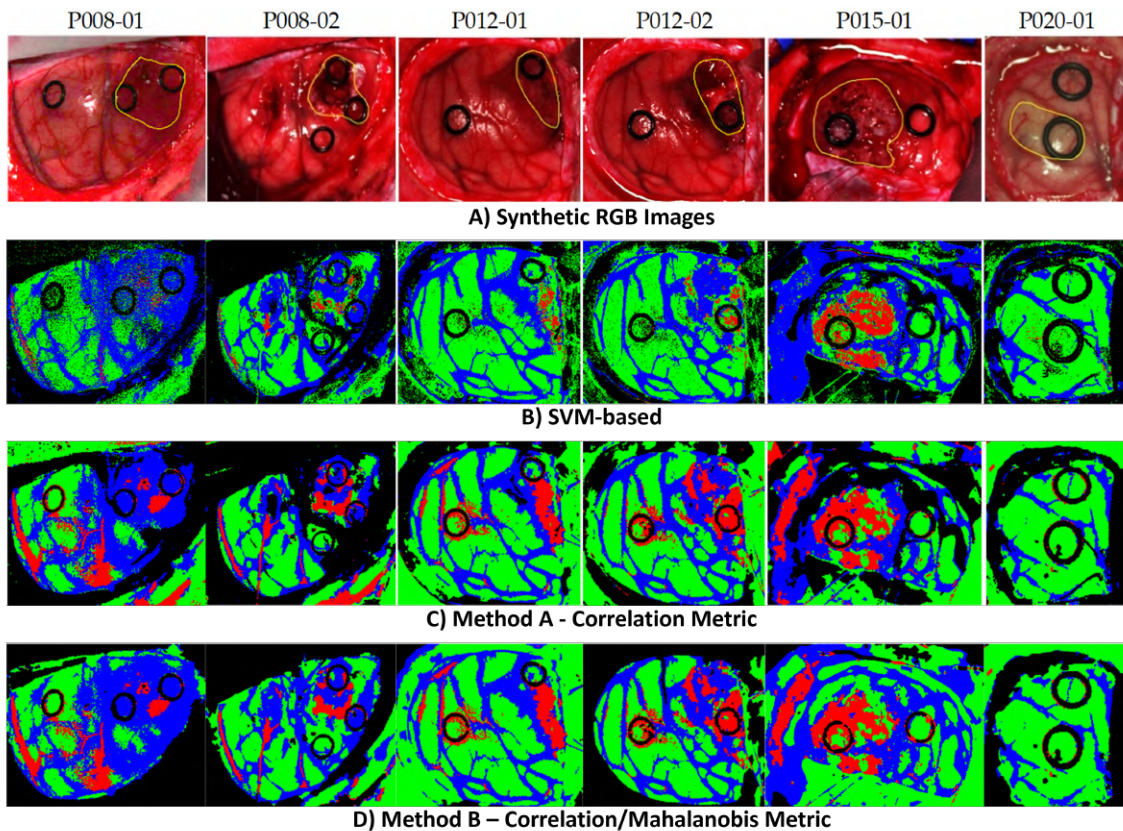 P008-01 P008-02 P012-01 P012-02 P015-01 P020-01
A) Synthetic RGB Images
B) SVM-based
C) Method A - Correlation Metric
D) Method B – Correlation/Mahalanobis Metric